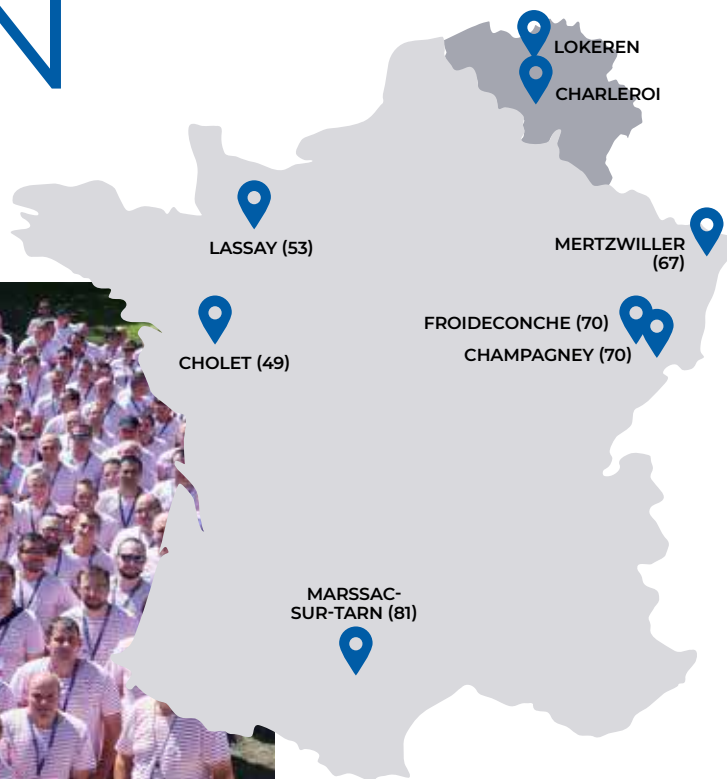 N
LOKEREN
CHARLEROI
LASSAY (53)
MERTZWILLER
(67)
FROIDECONCHE (70)
CHAMPAGNEY (70)
CHOLET (49)
MARSSAC-
SUR-TARN (81)